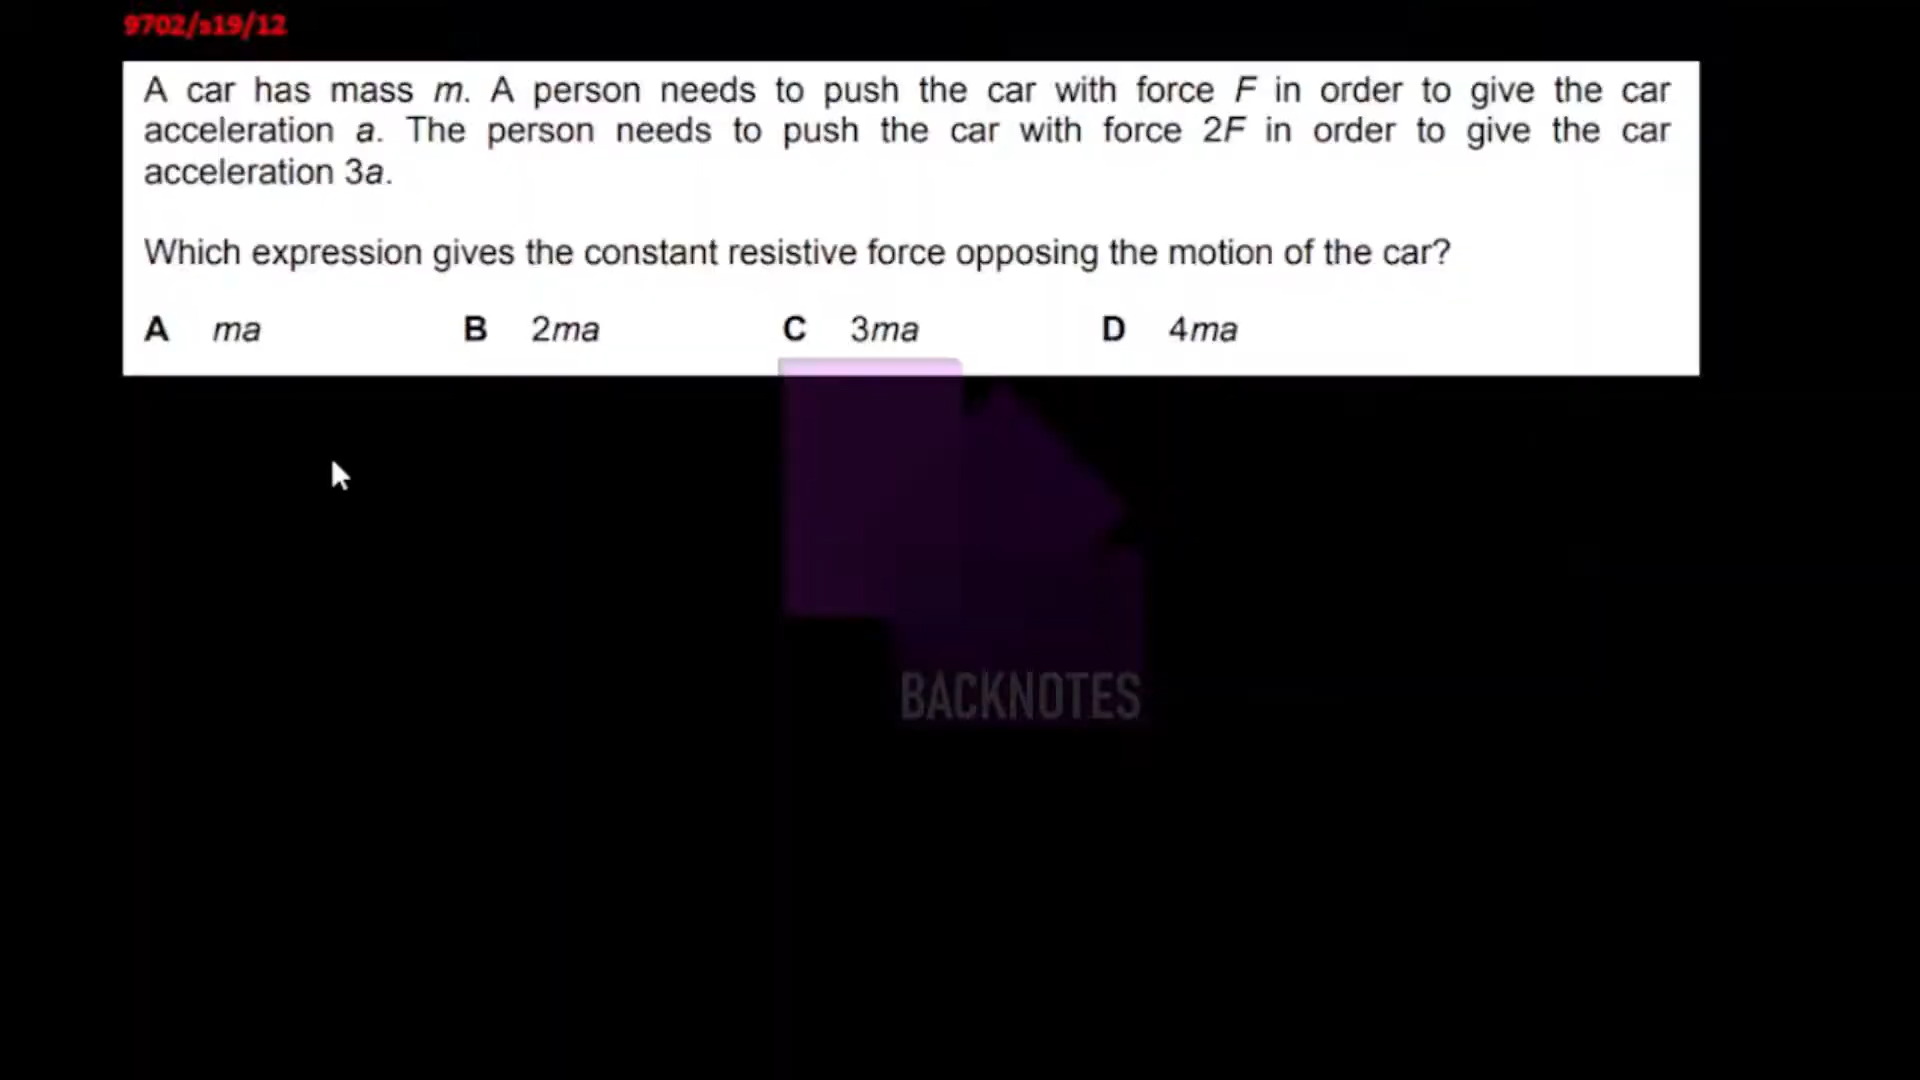 9702/s19/12
A car has mass m. A person needs to push the car with force F in order to give the car
acceleration a. The person needs to push the car with force 2F in order to give the car
acceleration 3a.
Which expression gives the constant resistive force opposing the motion of the car?
A ma B 2ma C 3ma D 4ma
BACKNOTES